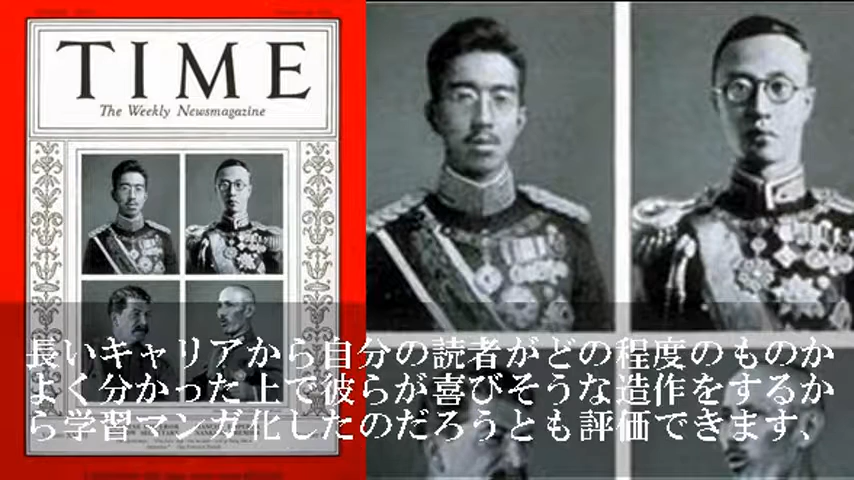 TIME
The Weekly Newsmagazine
長いキャリアから自分の読者がどの程度のものか
よく分かった上で彼らが喜びそうな造作をするか
ら学習マンガ化したのだろうとも評価できます、